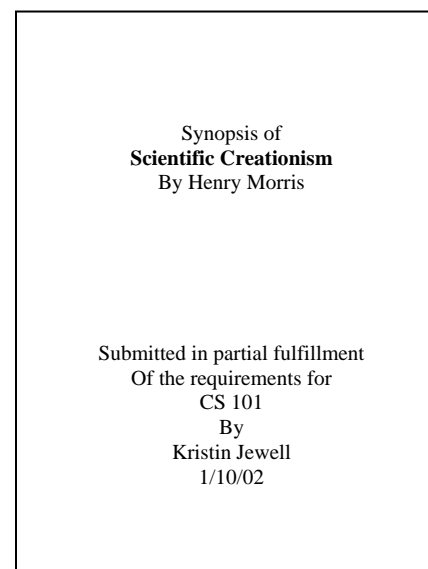 Synopsis of
Scientific Creationism
By Henry Morris
Submitted in partial fulfillment
Of the requirements for
CS 101
By
Kristin Jewell
1/10/02